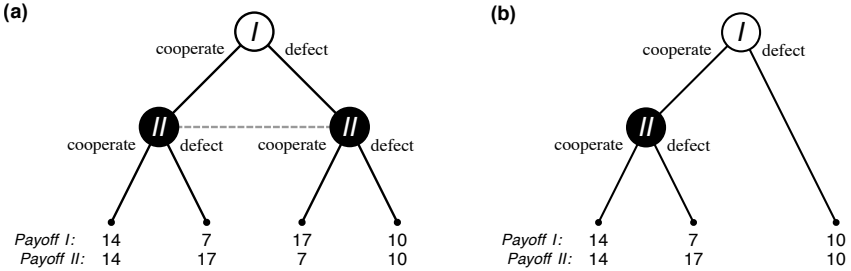 (a)
(b)
I
I
cooperate defect
cooperate defect
II
II
II
cooperate defect cooperate defect
cooperate defect
Payoff I: 14 7 17 10
Payoff II: 14 17 7 10
Payoff I: 14 7 10
Payoff II: 14 17 10